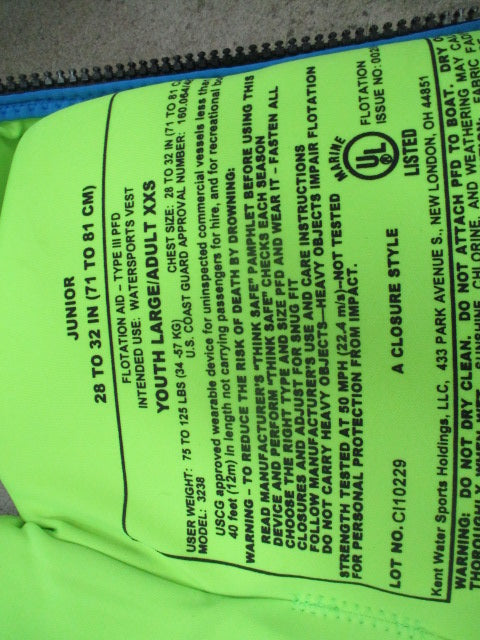 JUNIOR
28 TO 32 IN (71 TO 81 CM)
FLOTATION AID – TYPE III PFD
INTENDED USE: WATERSPORTS VEST
YOUTH LARGE/ADULT XXS
CHEST SIZE: 28 TO 32 IN (71 TO 81
USER WEIGHT: 75 TO 125 LBS (34 -57 KG)
U.S. COAST GUARD APPROVAL NUMBER: 160.064/
MODEL: 3238
USCG approved wearable device for uninspected commercial vessels less
40 feet (12m) in length not carrying passengers for hire, and for recreational
WARNING – TO REDUCE THE RISK OF DEATH BY DROWNING:
READ MANUFACTURER'S "THINK SAFE" PAMPHLET BEFORE USING THIS
DEVICE AND PERFORM "THINK SAFE" CHECKS EACH SEASON
CHOOSE THE RIGHT TYPE AND SIZE PFD AND WEAR IT – FASTEN ALL
CLOSURES AND ADJUST FOR SNUG FIT
FOLLOW MANUFACTURER'S USE AND CARE INSTRUCTIONS
DO NOT CARRY HEAVY OBJECTS—HEAVY OBJECTS IMPAIR FLOTATION
STRENGTH TESTED AT 50 MPH (22.4 m/s)–NOT TESTED
FOR PERSONAL PROTECTION FROM IMPACT.
MARINE
UL
LISTED
FLOTATION
ISSUE NO:
A CLOSURE STYLE
LOT NO. CI10229
Kent Water Sports Holdings, LLC, 433 PARK AVENUE S., NEW LONDON, OH 44851
WARNING: DO NOT DRY CLEAN. DO NOT ATTACH PFD TO BOAT. DRY
CHLORINE, AND WEATHERING MAY
FABRIC